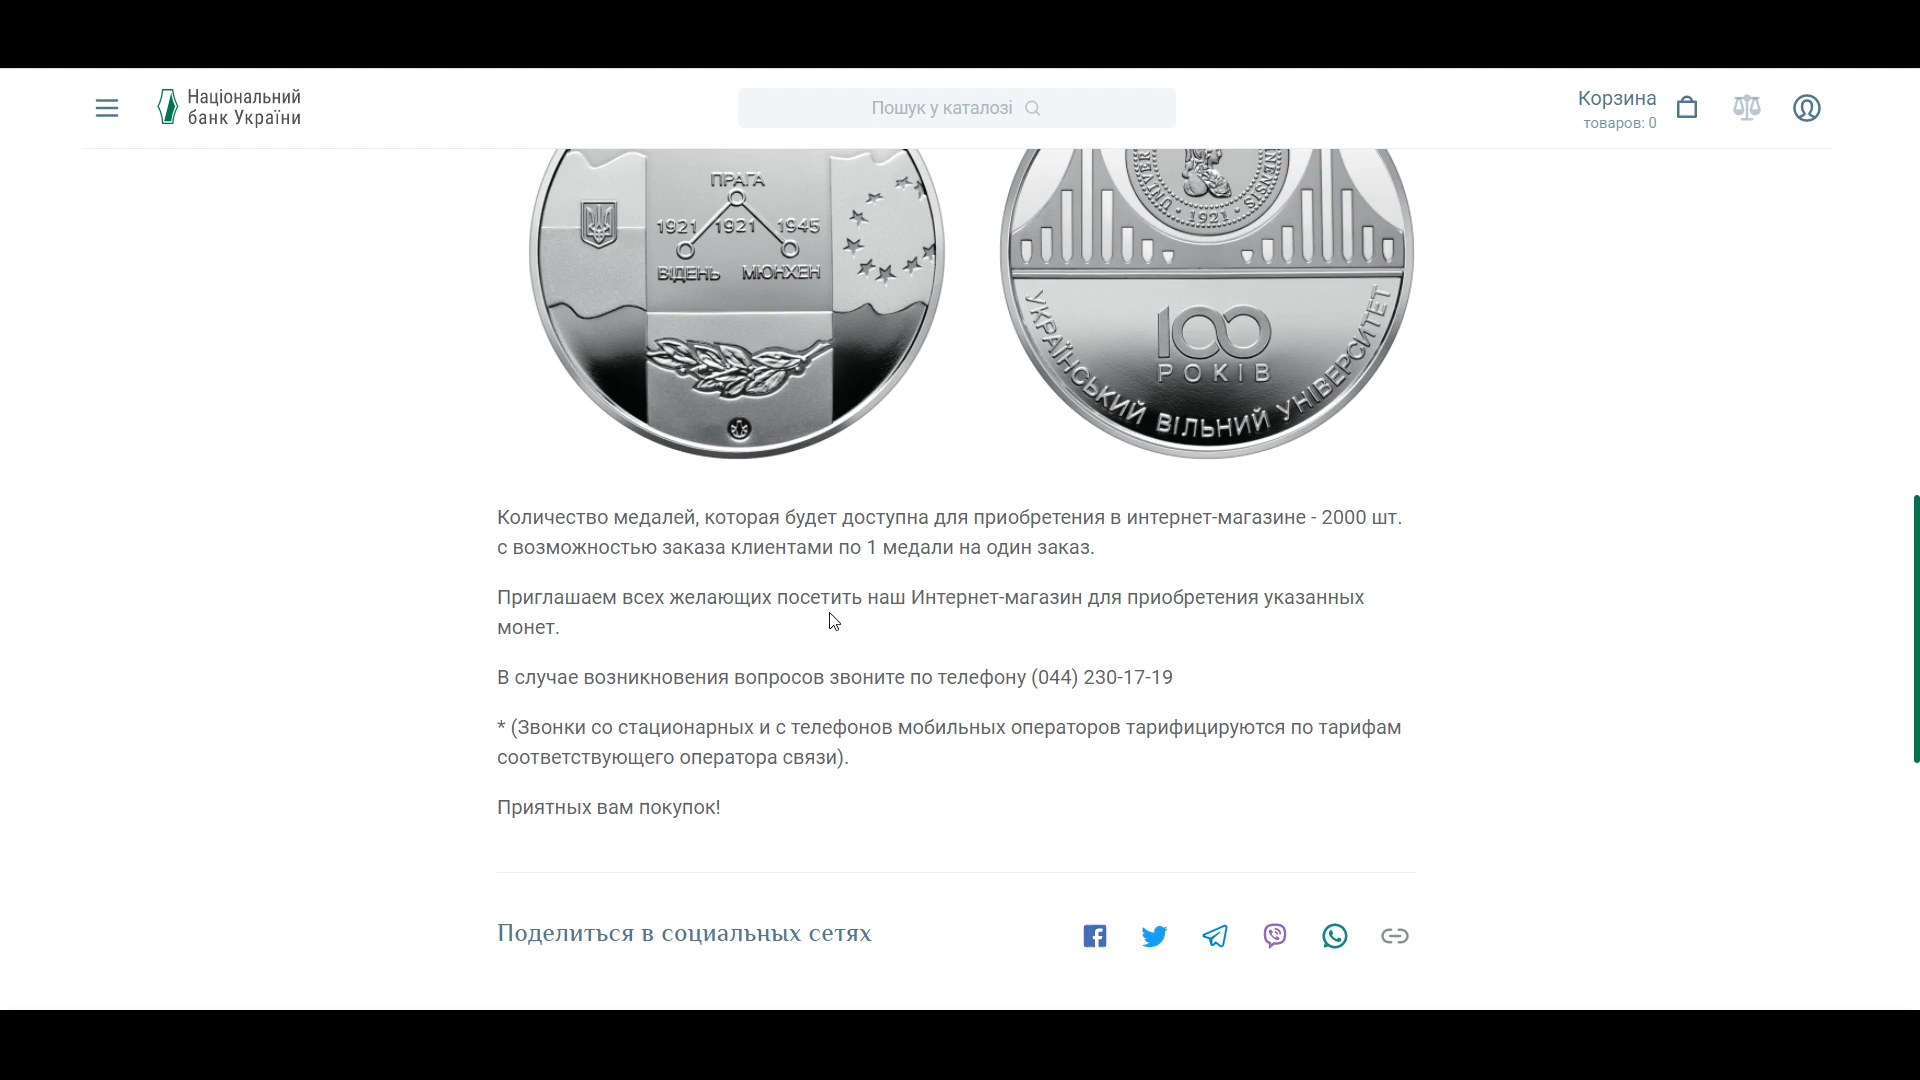 Національний
банк України
Пошук у каталозі
Корзина
товаров: 0
ПРАГА
1921 1921 1945
ВІДЕНЬ МЮНХЕН
1921
100
РОКІВ
УКРАЇНСЬКИЙ ВІЛЬНИЙ УНІВЕРСИТЕТ
Количество медалей, которая будет доступна для приобретения в интернет-магазине - 2000 шт.
с возможностью заказа клиентами по 1 медали на один заказ.
Приглашаем всех желающих посетить наш Интернет-магазин для приобретения указанных
монет.
В случае возникновения вопросов звоните по телефону (044) 230-17-19
* (Звонки со стационарных и с телефонов мобильных операторов тарифицируются по тарифам
соответствующего оператора связи).
Приятных вам покупок!
Поделиться в социальных сетях